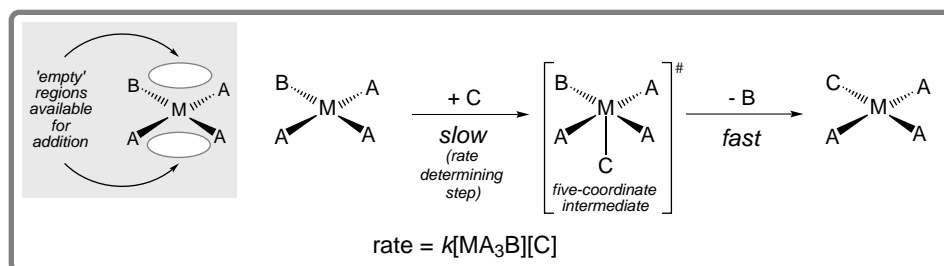 'empty'
regions
available
for
addition
B
A
M
A
A
B
A
M
A
A
+ C
slow
(rate
determining
step)
B
A
M
A
A
C
five-coordinate
intermediate
#
- B
fast
C
A
M
A
A
rate = k[MA₃B][C]